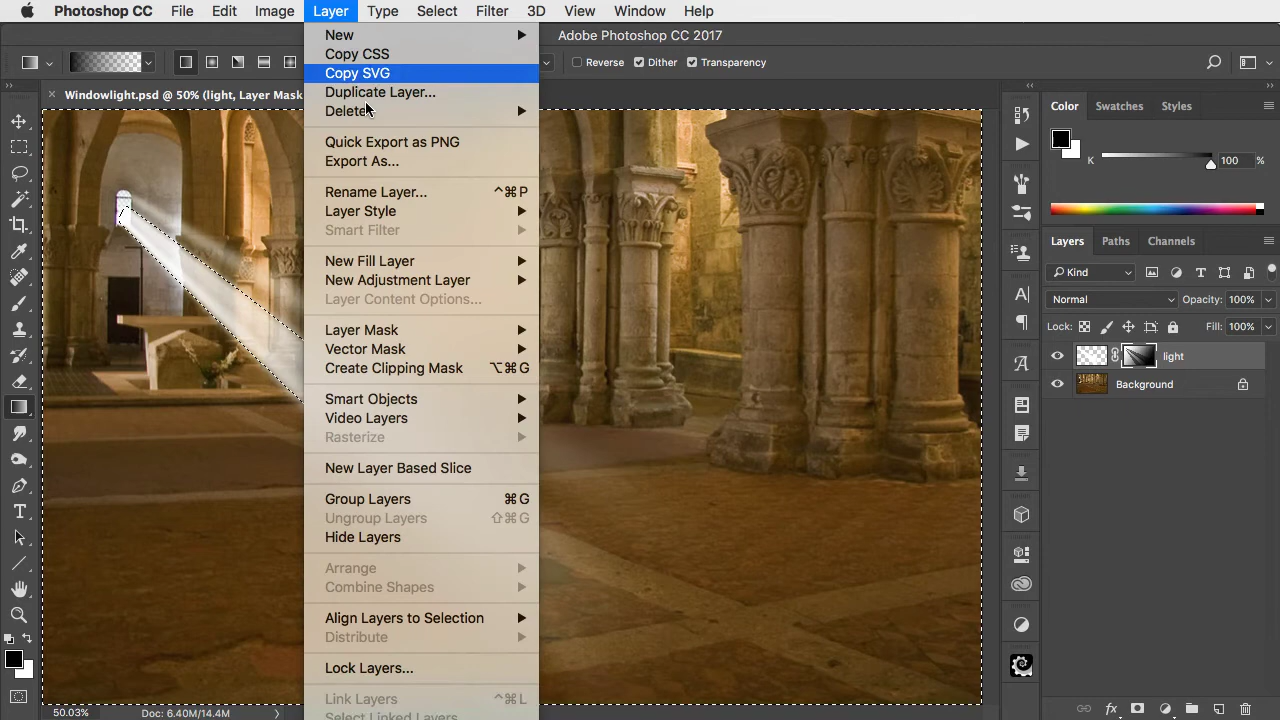 Photoshop CC File Edit Image Layer Type Select Filter 3D View Window Help
Adobe Photoshop CC 2017
Reverse Dither Transparency
Windowlight.psd @ 50% (light, Layer Mask
New
Copy CSS
Copy SVG
Duplicate Layer...
Delete
Quick Export as PNG
Export As...
Rename Layer... ^⌘P
Layer Style
Smart Filter
New Fill Layer
New Adjustment Layer
Layer Content Options...
Layer Mask
Vector Mask
Create Clipping Mask ⌥⌘G
Smart Objects
Video Layers
Rasterize
New Layer Based Slice
Group Layers ⌘G
Ungroup Layers ⇧⌘G
Hide Layers
Arrange
Combine Shapes
Align Layers to Selection
Distribute
Lock Layers...
Link Layers ^⌘L
Select Linked Layers
50.03% Doc: 6.40M/14.4M
Color Swatches Styles
K 100 %
Layers Paths Channels
Kind
Normal Opacity: 100%
Lock: Fill: 100%
light
Background